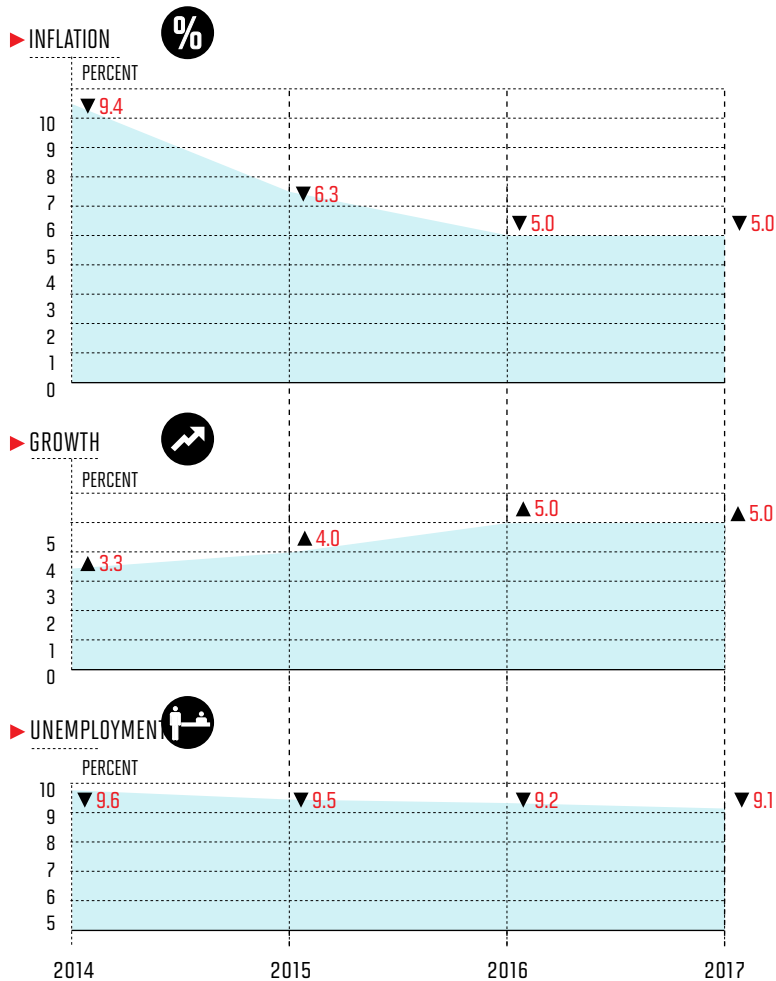 ► INFLATION %
PERCENT
▼ 9.4
10
9
▼ 6.3
8
7
▼ 5.0 ▼ 5.0
6
5
4
3
2
1
0
► GROWTH
PERCENT
▲ 5.0 ▲ 5.0
▲ 4.0
5
▲ 3.3
4
3
2
1
0
► UNEMPLOYMENT
PERCENT
10
▼ 9.6 ▼ 9.5 ▼ 9.2 ▼ 9.1
9
8
7
6
5
2014 2015 2016 2017